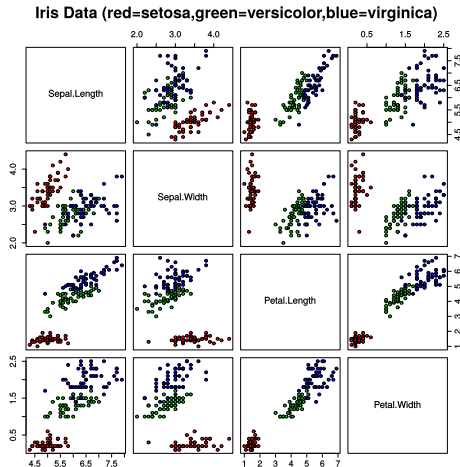 Iris Data (red=setosa,green=versicolor,blue=virginica)
2.0 3.0 4.0
0.5 1.5 2.5
Sepal.Length
4.5 5.5 6.5 7.5
2.0 3.0 4.0
Sepal.Width
Petal.Length
1 2 3 4 5 6 7
0.5 1.5 2.5
Petal.Width
4.5 5.5 6.5 7.5
1 2 3 4 5 6 7